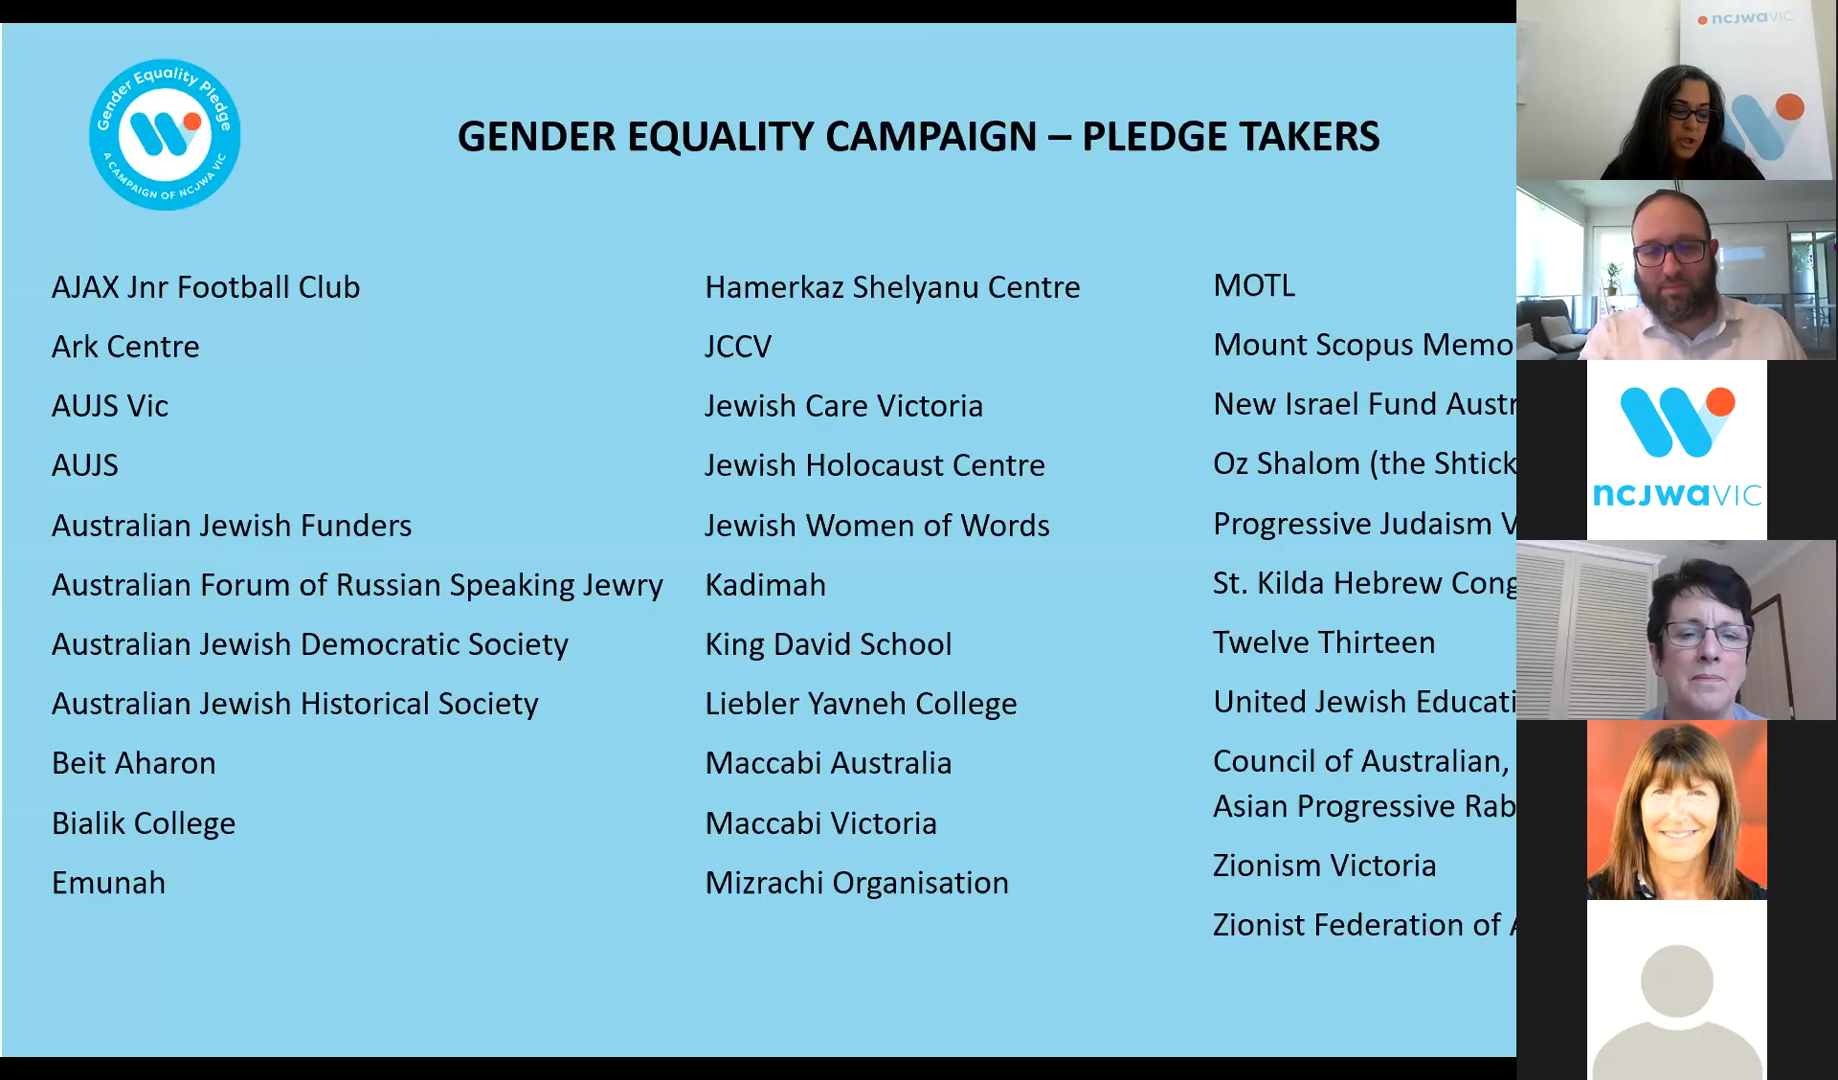 Gender Equality Pledge
A CAMPAIGN OF NCJWA VIC
GENDER EQUALITY CAMPAIGN – PLEDGE TAKERS
AJAX Jnr Football Club
Ark Centre
AUJS Vic
AUJS
Australian Jewish Funders
Australian Forum of Russian Speaking Jewry
Australian Jewish Democratic Society
Australian Jewish Historical Society
Beit Aharon
Bialik College
Emunah
Hamerkaz Shelyanu Centre
JCCV
Jewish Care Victoria
Jewish Holocaust Centre
Jewish Women of Words
Kadimah
King David School
Liebler Yavneh College
Maccabi Australia
Maccabi Victoria
Mizrachi Organisation
MOTL
Mount Scopus Memo
New Israel Fund Austr
Oz Shalom (the Shtick
Progressive Judaism V
St. Kilda Hebrew Cong
Twelve Thirteen
United Jewish Educati
Council of Australian,
Asian Progressive Rab
Zionism Victoria
Zionist Federation of
ncjwaVIC
ncjwaVIC